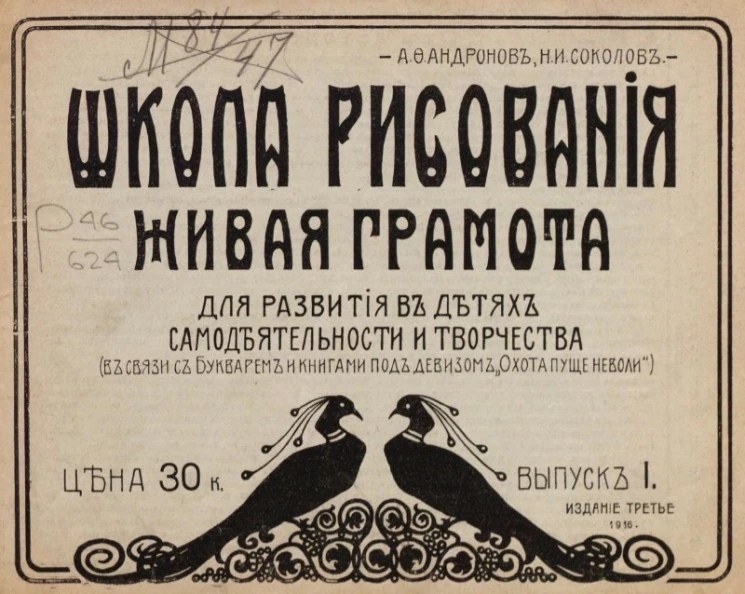 М 84/47
– А.Ѳ.АНДРОНОВЪ, Н.И.СОКОЛОВЪ.–
ШКОЛА РИСОВАНІЯ
Р 46/624
ЖИВАЯ ГРАМОТА
ДЛЯ РАЗВИТІЯ ВЪ ДѢТЯХЪ
САМОДѢЯТЕЛЬНОСТИ И ТВОРЧЕСТВА
(ВЪ СВЯЗИ СЪ БУКВАРЕМЪ И КНИГАМИ ПОДЪ ДЕВИЗОМЪ „ОХОТА ПУЩЕ НЕВОЛИ“)
ЦѢНА 30 К.
ВЫПУСКЪ I.
ИЗДАНІЕ ТРЕТЬЕ
1916.